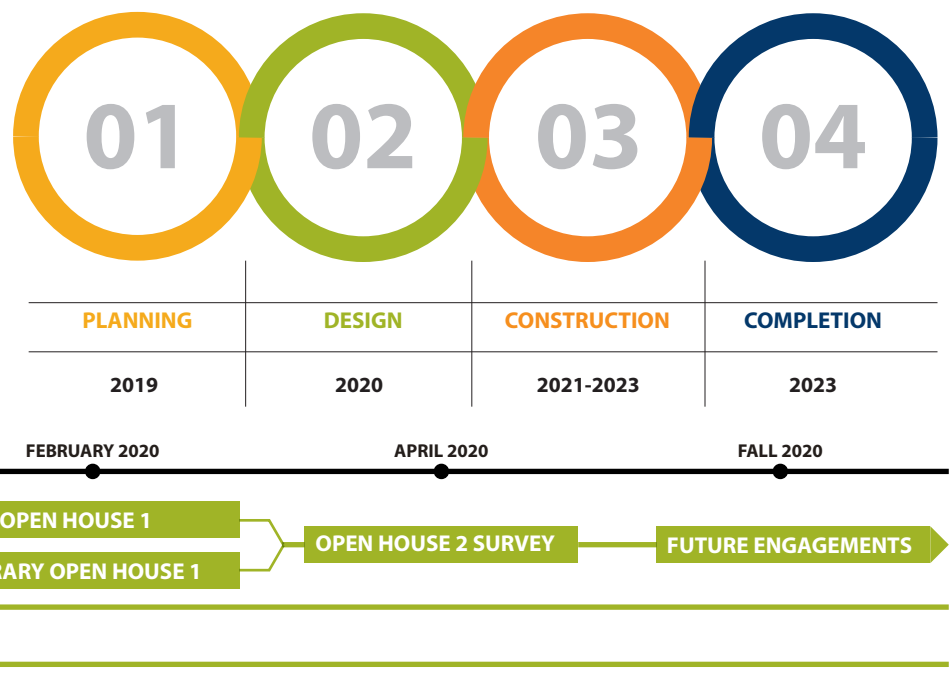 01 02 03 04
PLANNING DESIGN CONSTRUCTION COMPLETION
2019 2020 2021-2023 2023
FEBRUARY 2020 APRIL 2020 FALL 2020
OPEN HOUSE 1
OPEN HOUSE 2 SURVEY FUTURE ENGAGEMENTS
RARY OPEN HOUSE 1